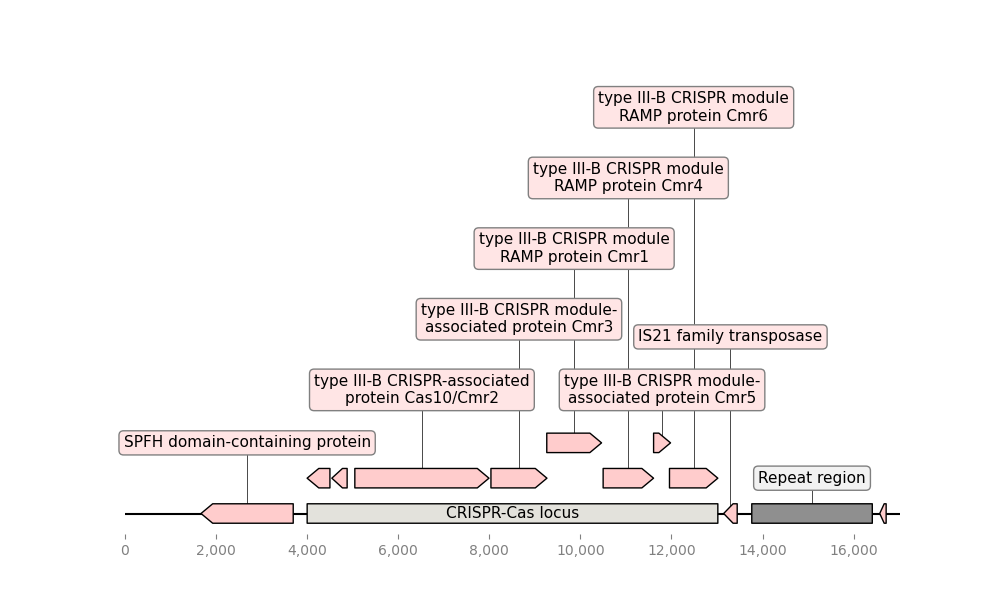 type III-B CRISPR module
RAMP protein Cmr6
type III-B CRISPR module
RAMP protein Cmr4
type III-B CRISPR module
RAMP protein Cmr1
type III-B CRISPR module-
associated protein Cmr3
IS21 family transposase
type III-B CRISPR-associated
protein Cas10/Cmr2
type III-B CRISPR module-
associated protein Cmr5
SPFH domain-containing protein
Repeat region
CRISPR-Cas locus
0 2,000 4,000 6,000 8,000 10,000 12,000 14,000 16,000